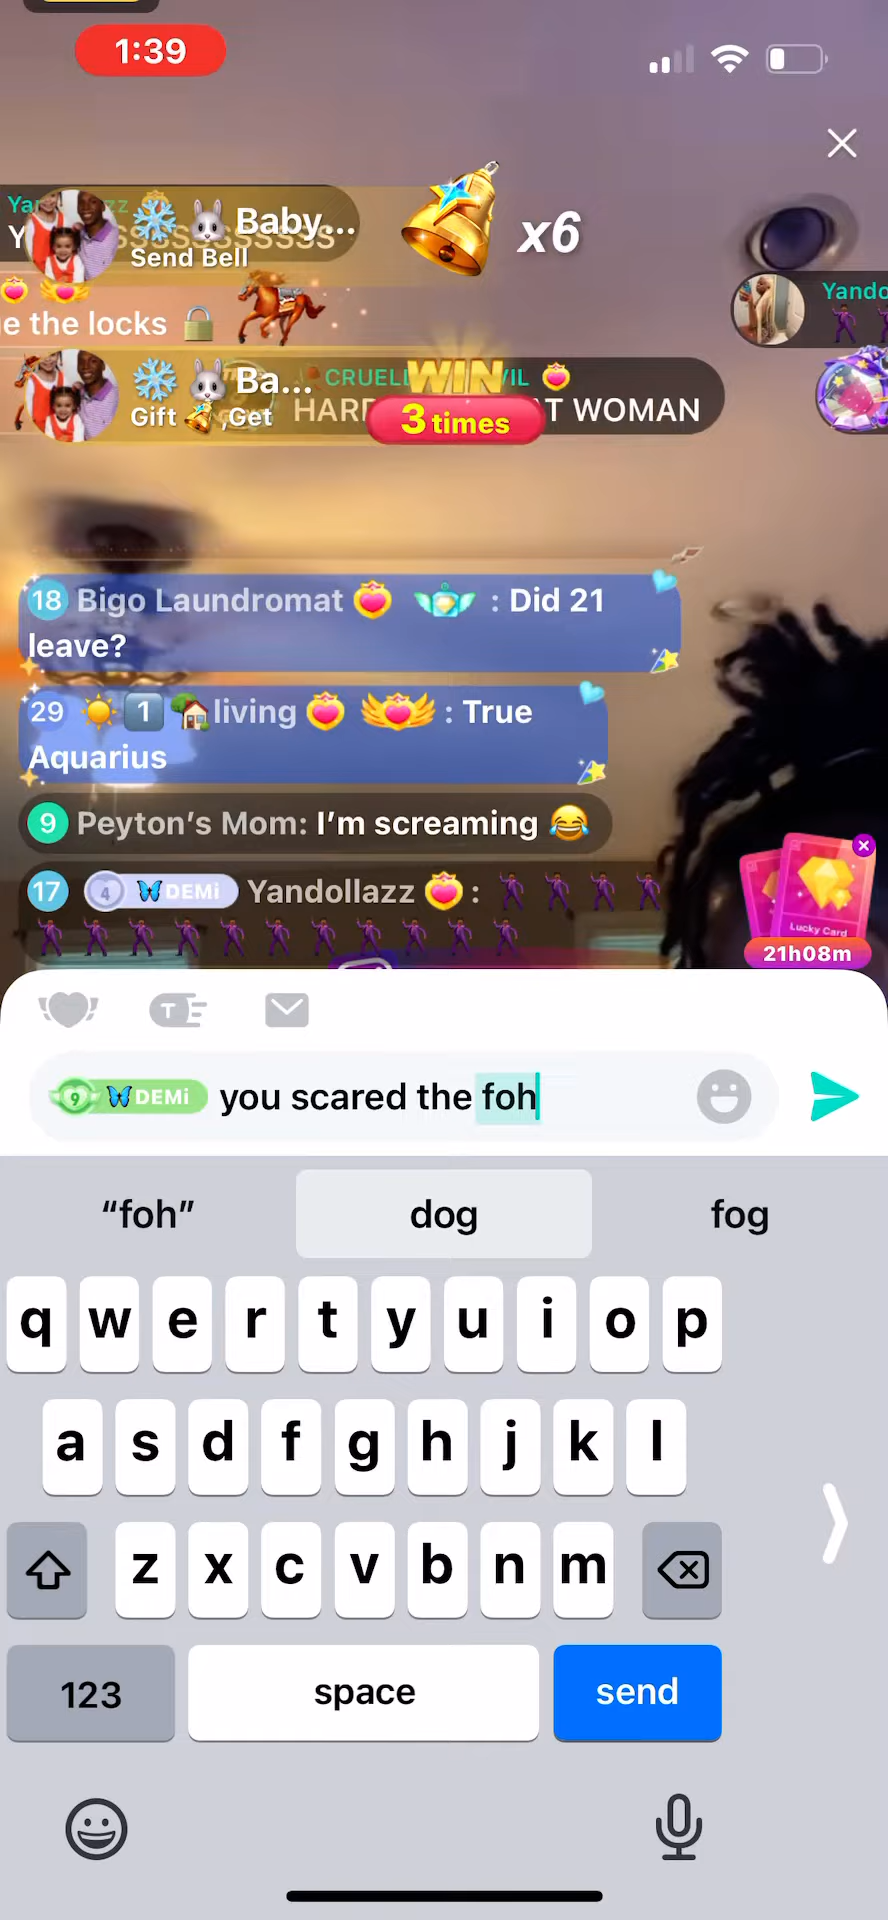 1:39
Baby...
Send Bell
x6
e the locks
Yando
Ba...
Gift ,Get
WIN
3 times
T WOMAN
18 Bigo Laundromat : Did 21
leave?
29 1 living : True
Aquarius
9 Peyton’s Mom: I’m screaming 😂
17 4 DEMi Yandollazz :
Lucky Card
21h08m
T
9 DEMi you scared the foh
“foh” dog fog
q w e r t y u i o p
a s d f g h j k l
z x c v b n m
123 space send